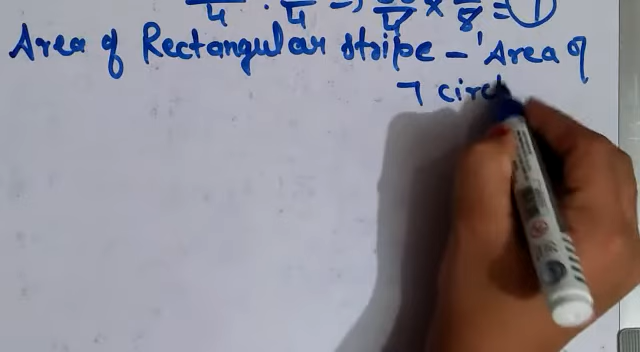 Area of Rectangular stripe - Area of
7 circ